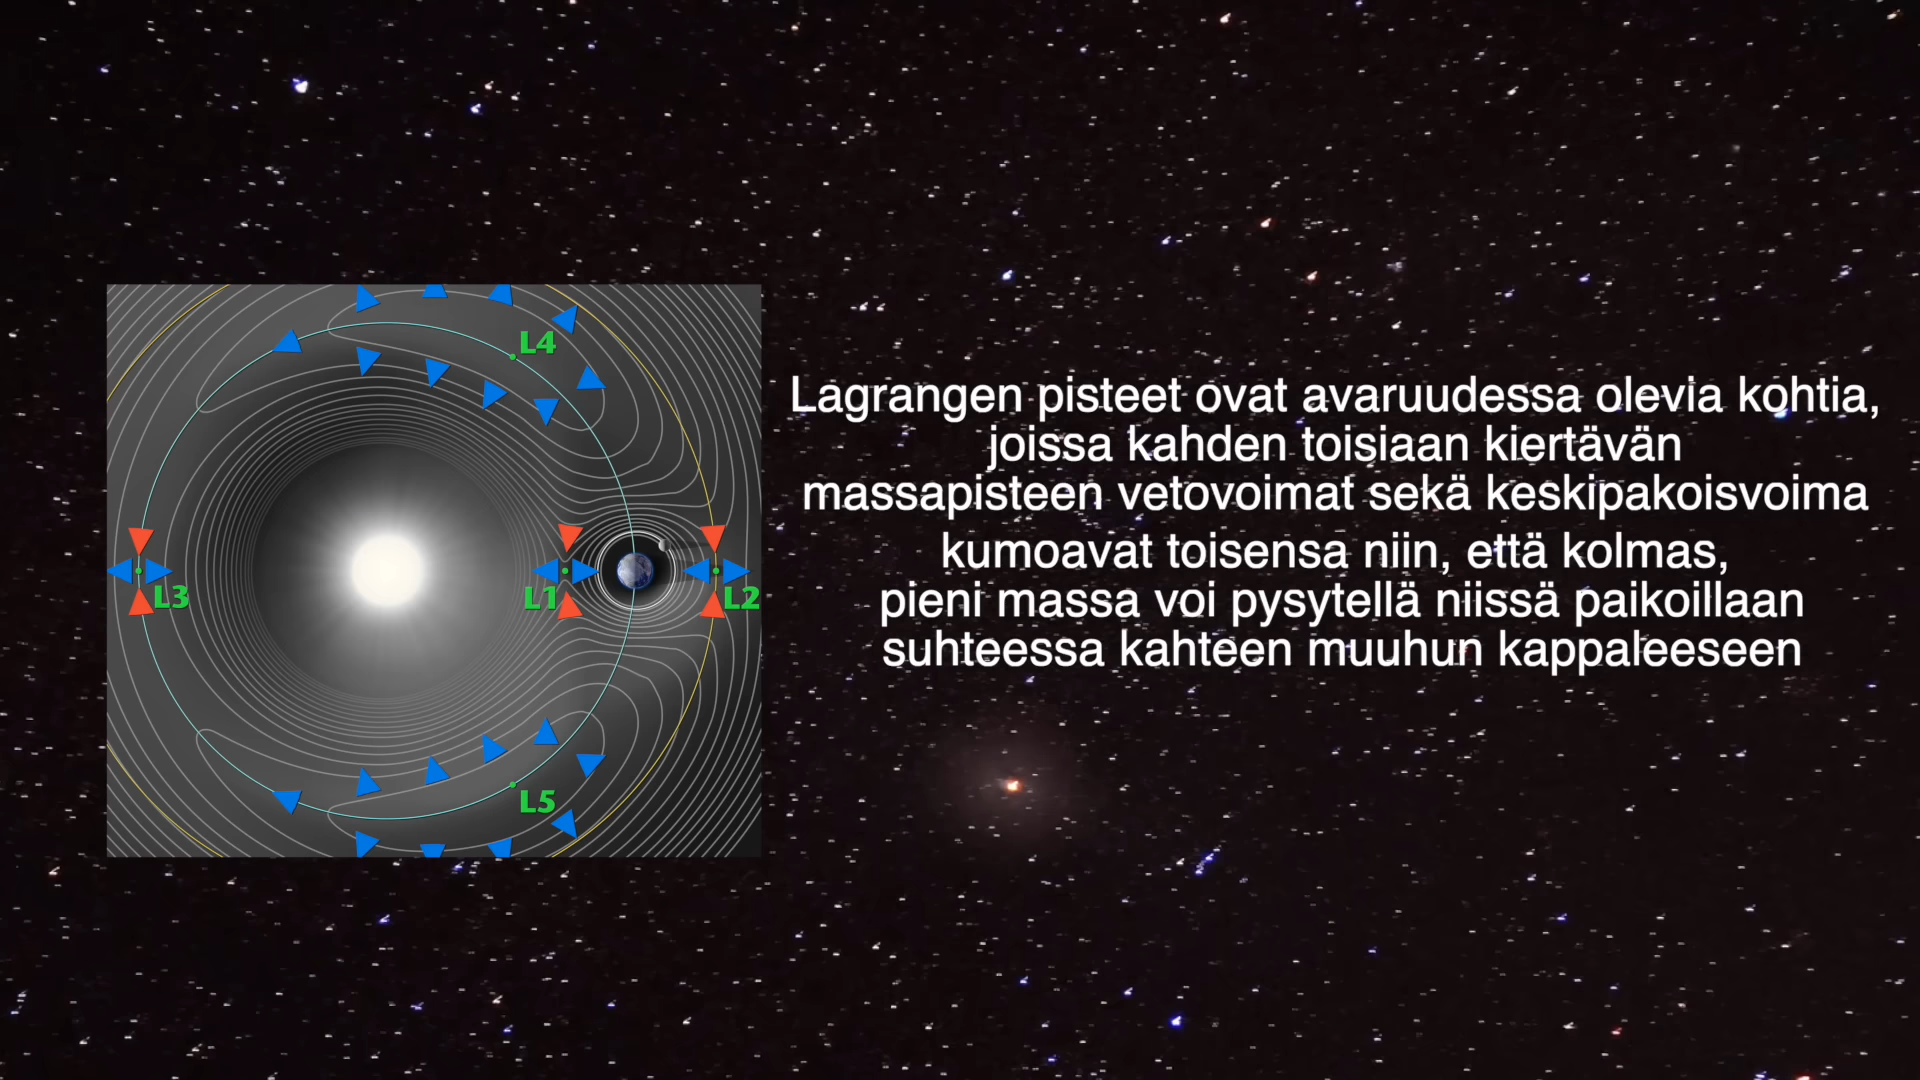 L4
L3
L1
L2
L5
Lagrangen pisteet ovat avaruudessa olevia kohtia,
joissa kahden toisiaan kiertävän
massapisteen vetovoimat sekä keskipakoisvoima
kumoavat toisensa niin, että kolmas,
pieni massa voi pysytellä niissä paikoillaan
suhteessa kahteen muuhun kappaleeseen